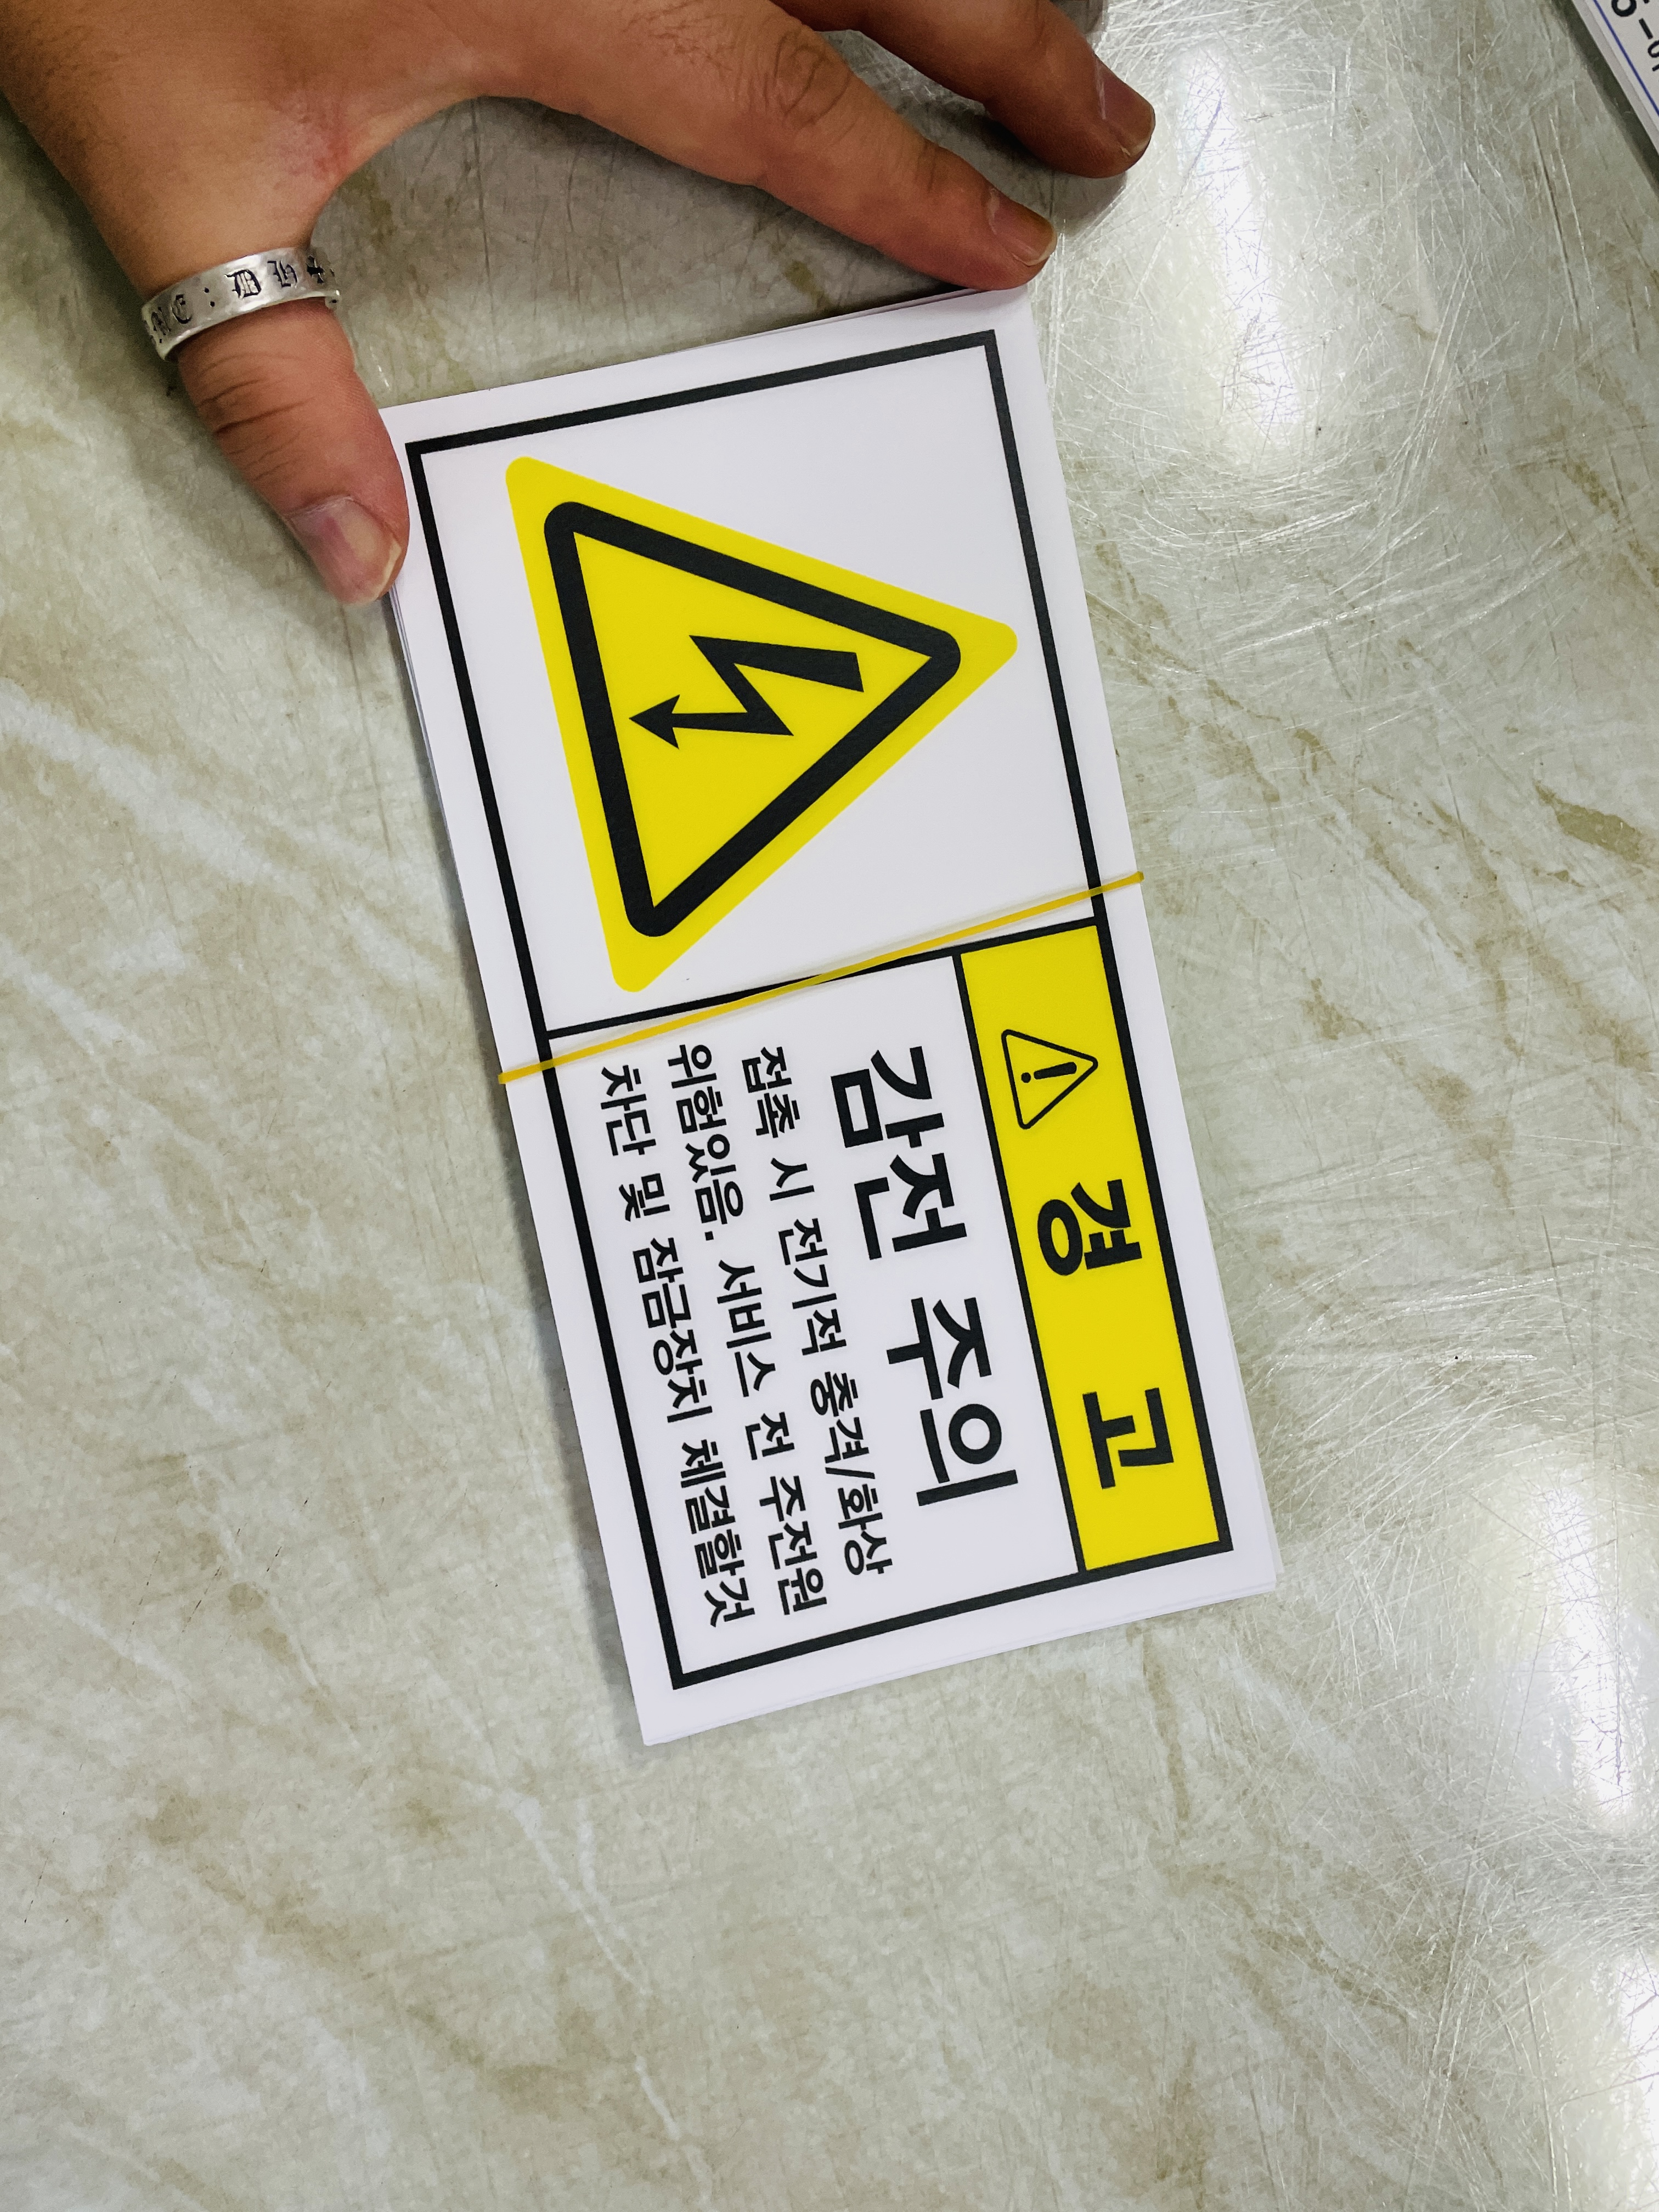 경 고
감전 주의
접촉 시 전기적 충격/화상
위험있음. 서비스 전 주전원
차단 및 잠금장치 체결할것